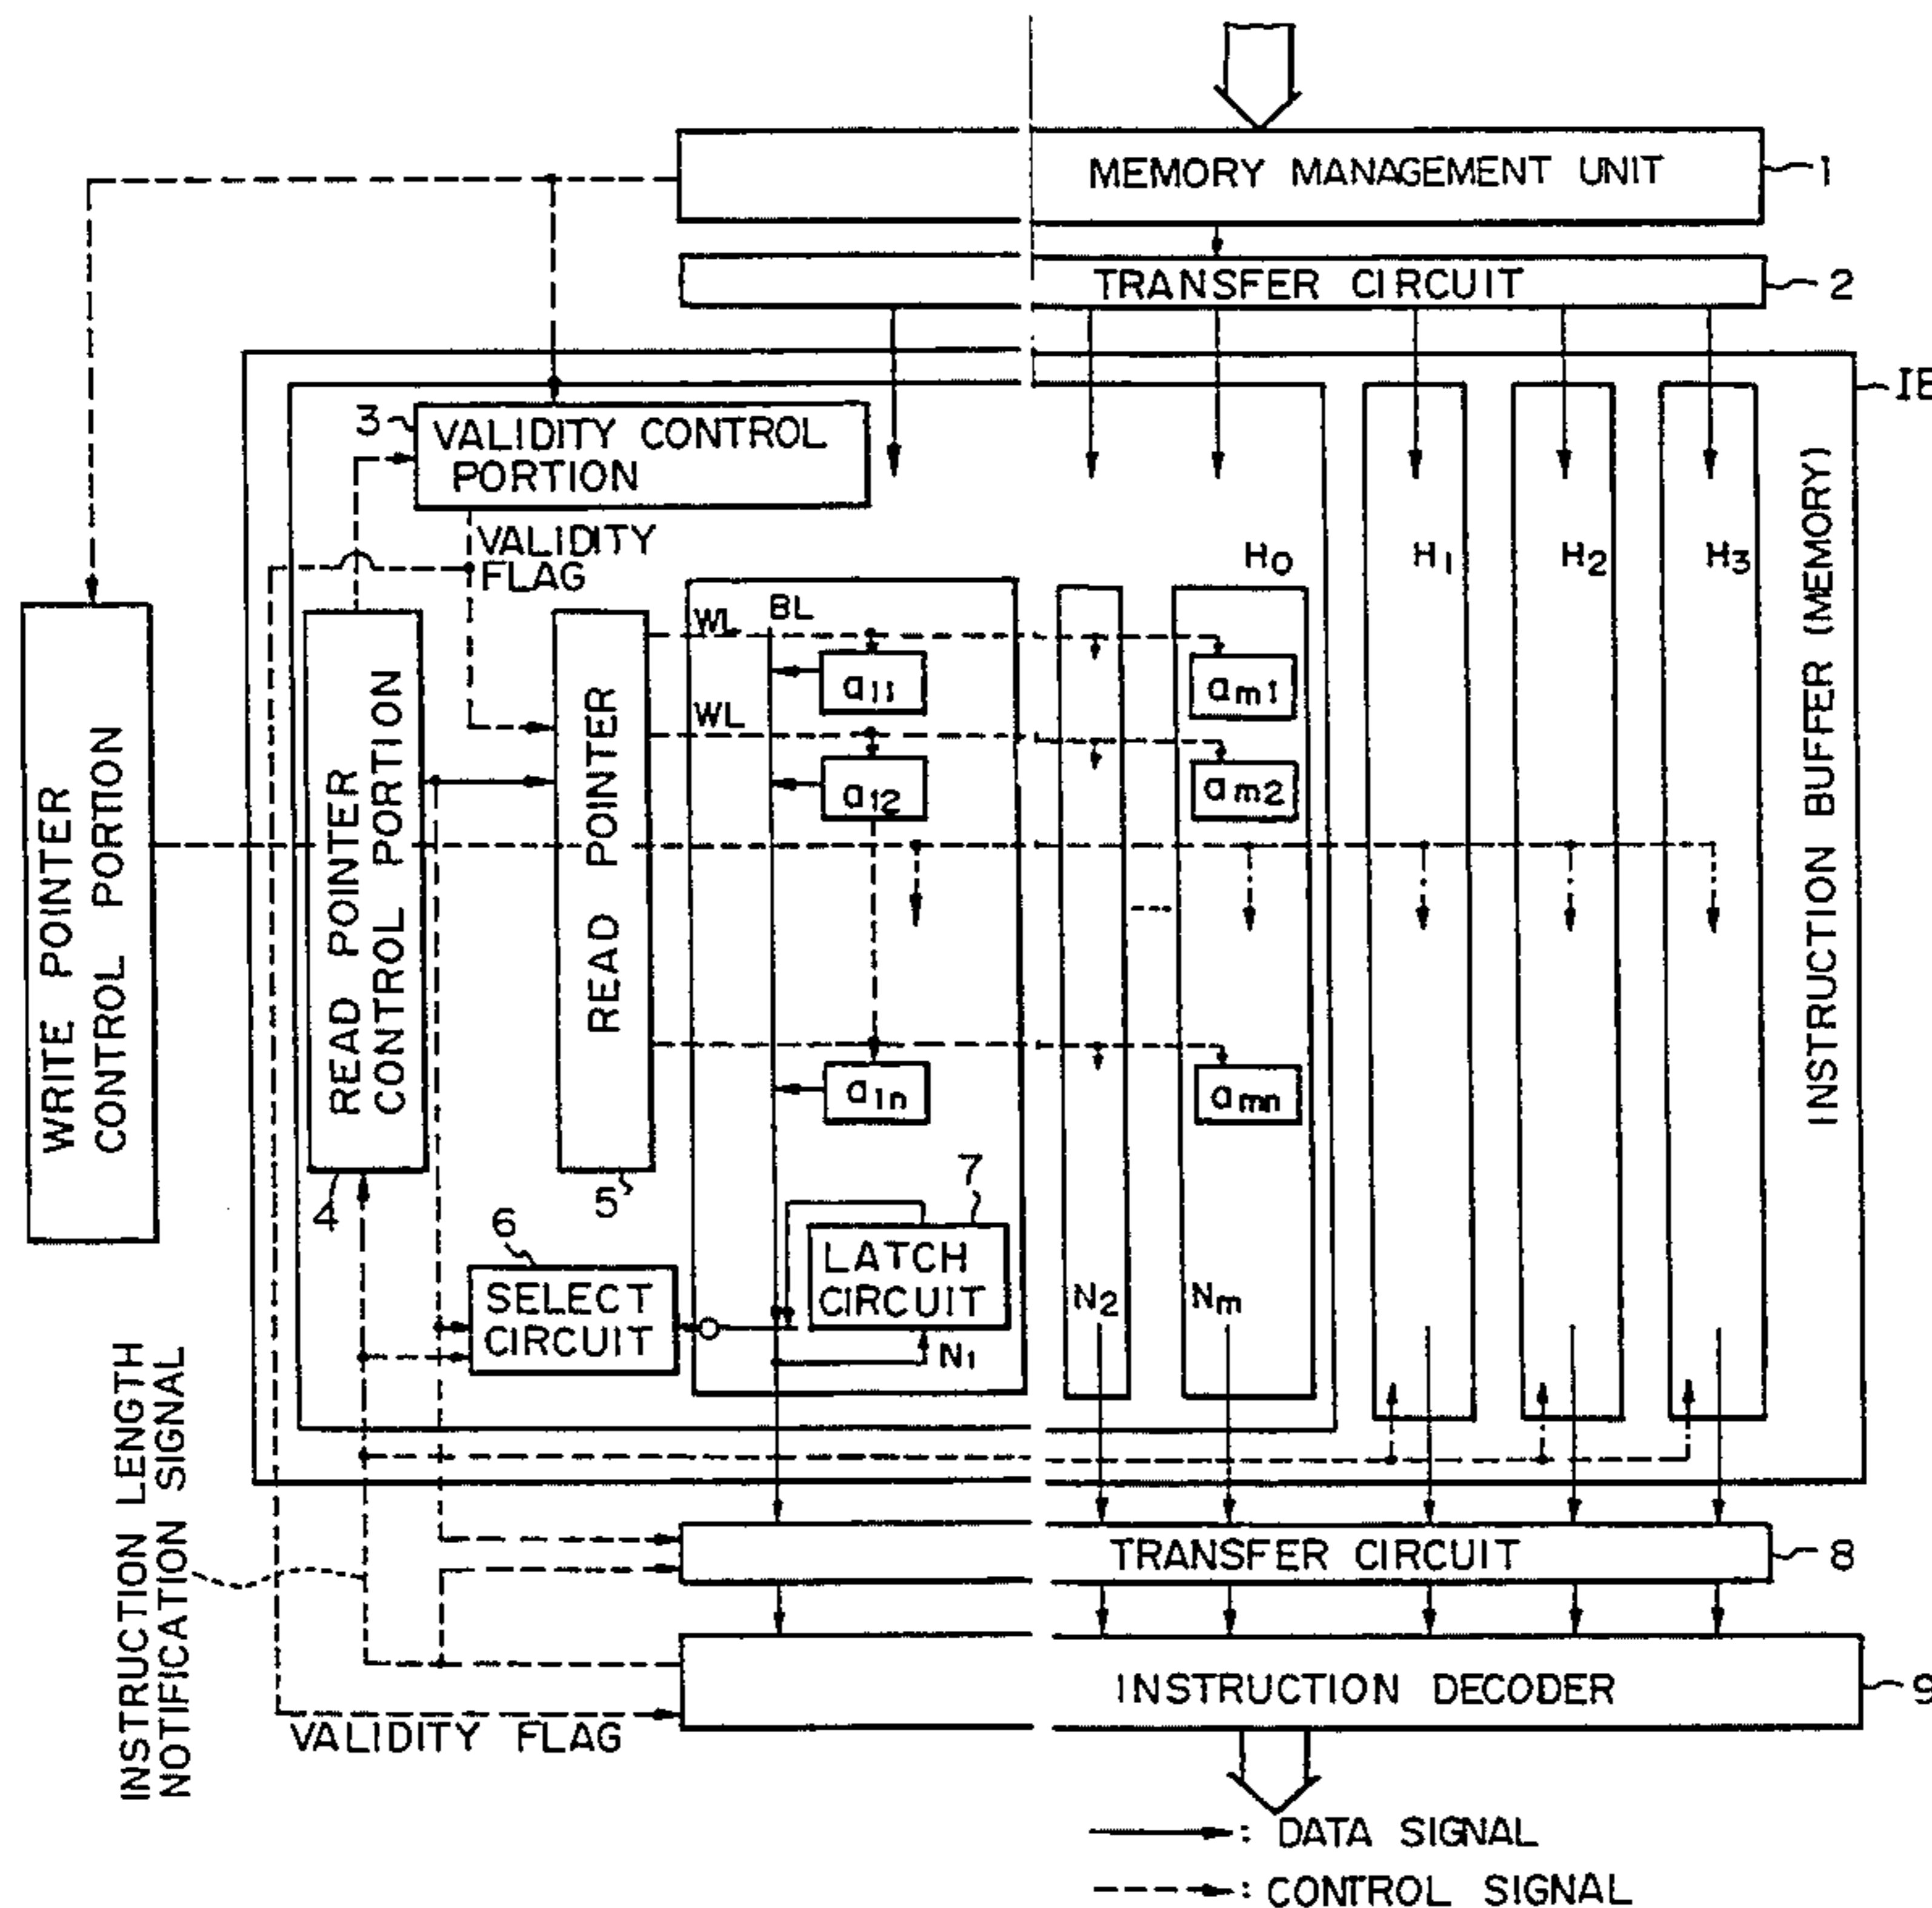 MEMORY MANAGEMENT UNIT
1
TRANSFER CIRCUIT
2
3
VALIDITY CONTROL
PORTION
VALIDITY
FLAG
H0
H1
H2
H3
INSTRUCTION BUFFER (MEMORY)
WRITE POINTER
CONTROL PORTION
READ POINTER
CONTROL PORTION
4
READ POINTER
5
WL
BL
a11
am1
WL
a12
am2
a1n
amn
6
SELECT
CIRCUIT
7
LATCH
CIRCUIT
N1
N2
Nm
INSTRUCTION LENGTH
NOTIFICATION SIGNAL
TRANSFER CIRCUIT
8
INSTRUCTION DECODER
9
VALIDITY FLAG
: DATA SIGNAL
: CONTROL SIGNAL